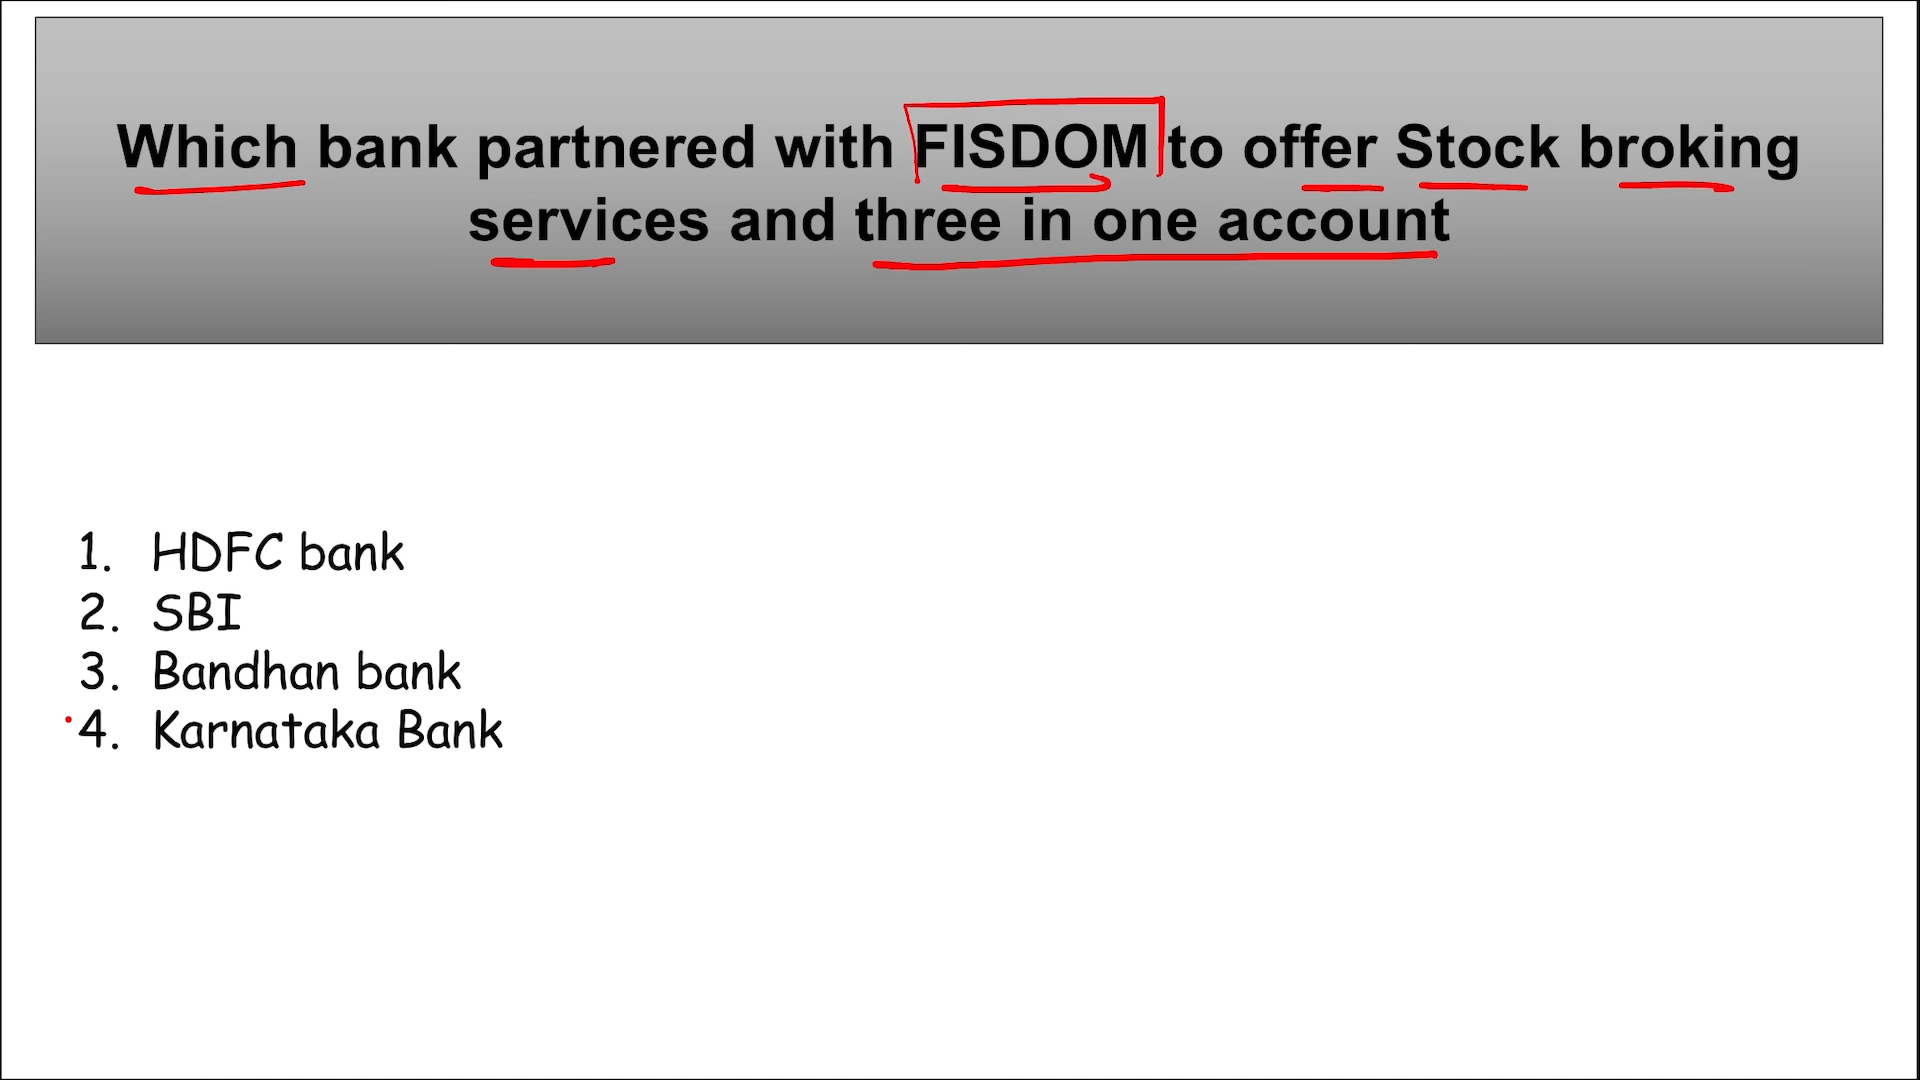 Which bank partnered with FISDOM to offer Stock broking
services and three in one account
1. HDFC bank
2. SBI
3. Bandhan bank
4. Karnataka Bank